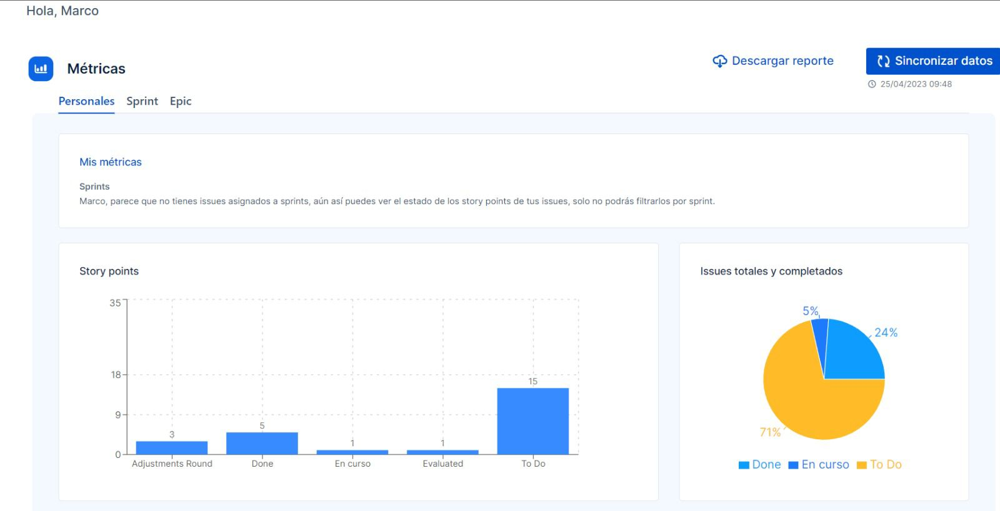 Hola, Marco
Métricas
Descargar reporte
Sincronizar datos
25/04/2023 09:48
Personales Sprint Epic
Mis métricas
Sprints
Marco, parece que no tienes issues asignados a sprints, aún así puedes ver el estado de los story points de tus issues, solo no podrás filtrarlos por sprint.
Story points
35
18
9
0
3
5
1
1
15
Adjustments Round Done En curso Evaluated To Do
Issues totales y completados
5%
24%
71%
Done En curso To Do